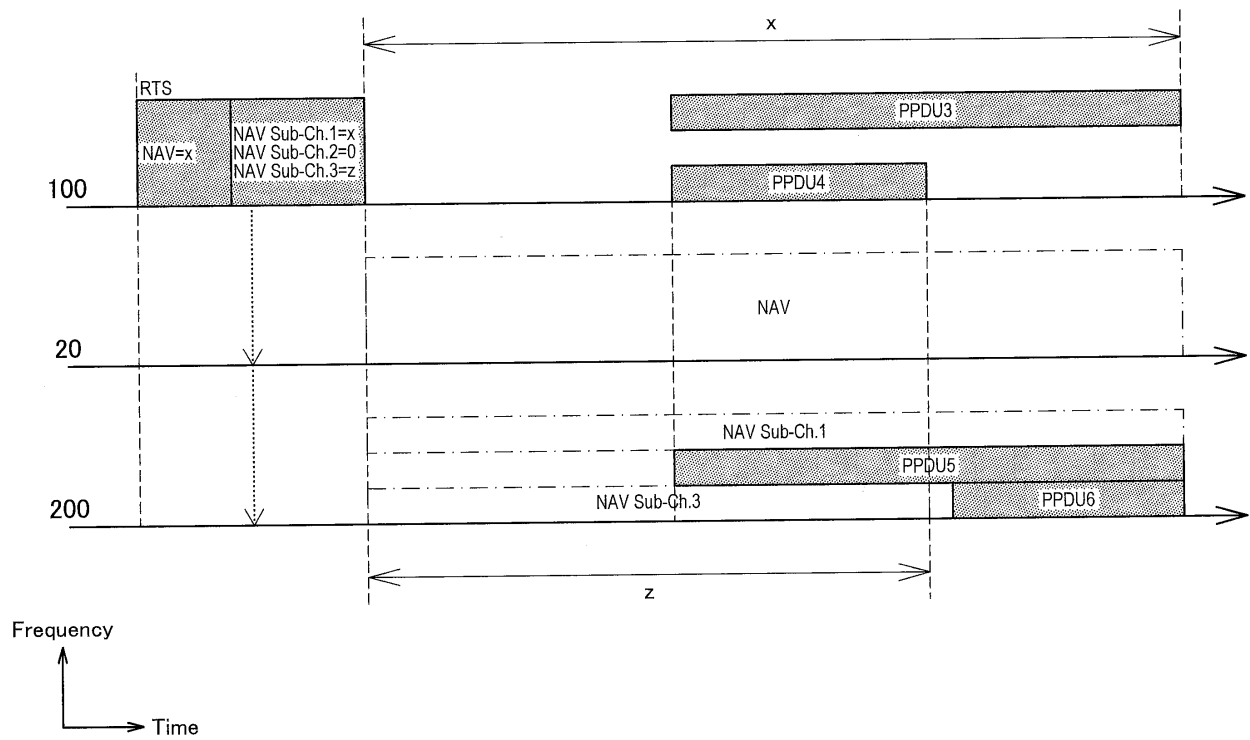 x
RTS
NAV=x
NAV Sub-Ch.1=x
NAV Sub-Ch.2=0
NAV Sub-Ch.3=z
PPDU3
PPDU4
100
NAV
20
NAV Sub-Ch.1
PPDU5
NAV Sub-Ch.3
PPDU6
200
z
Frequency
Time